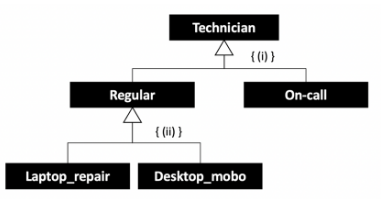 Technician
{ (i) }
Regular
On-call
{ (ii) }
Laptop_repair
Desktop_mobo